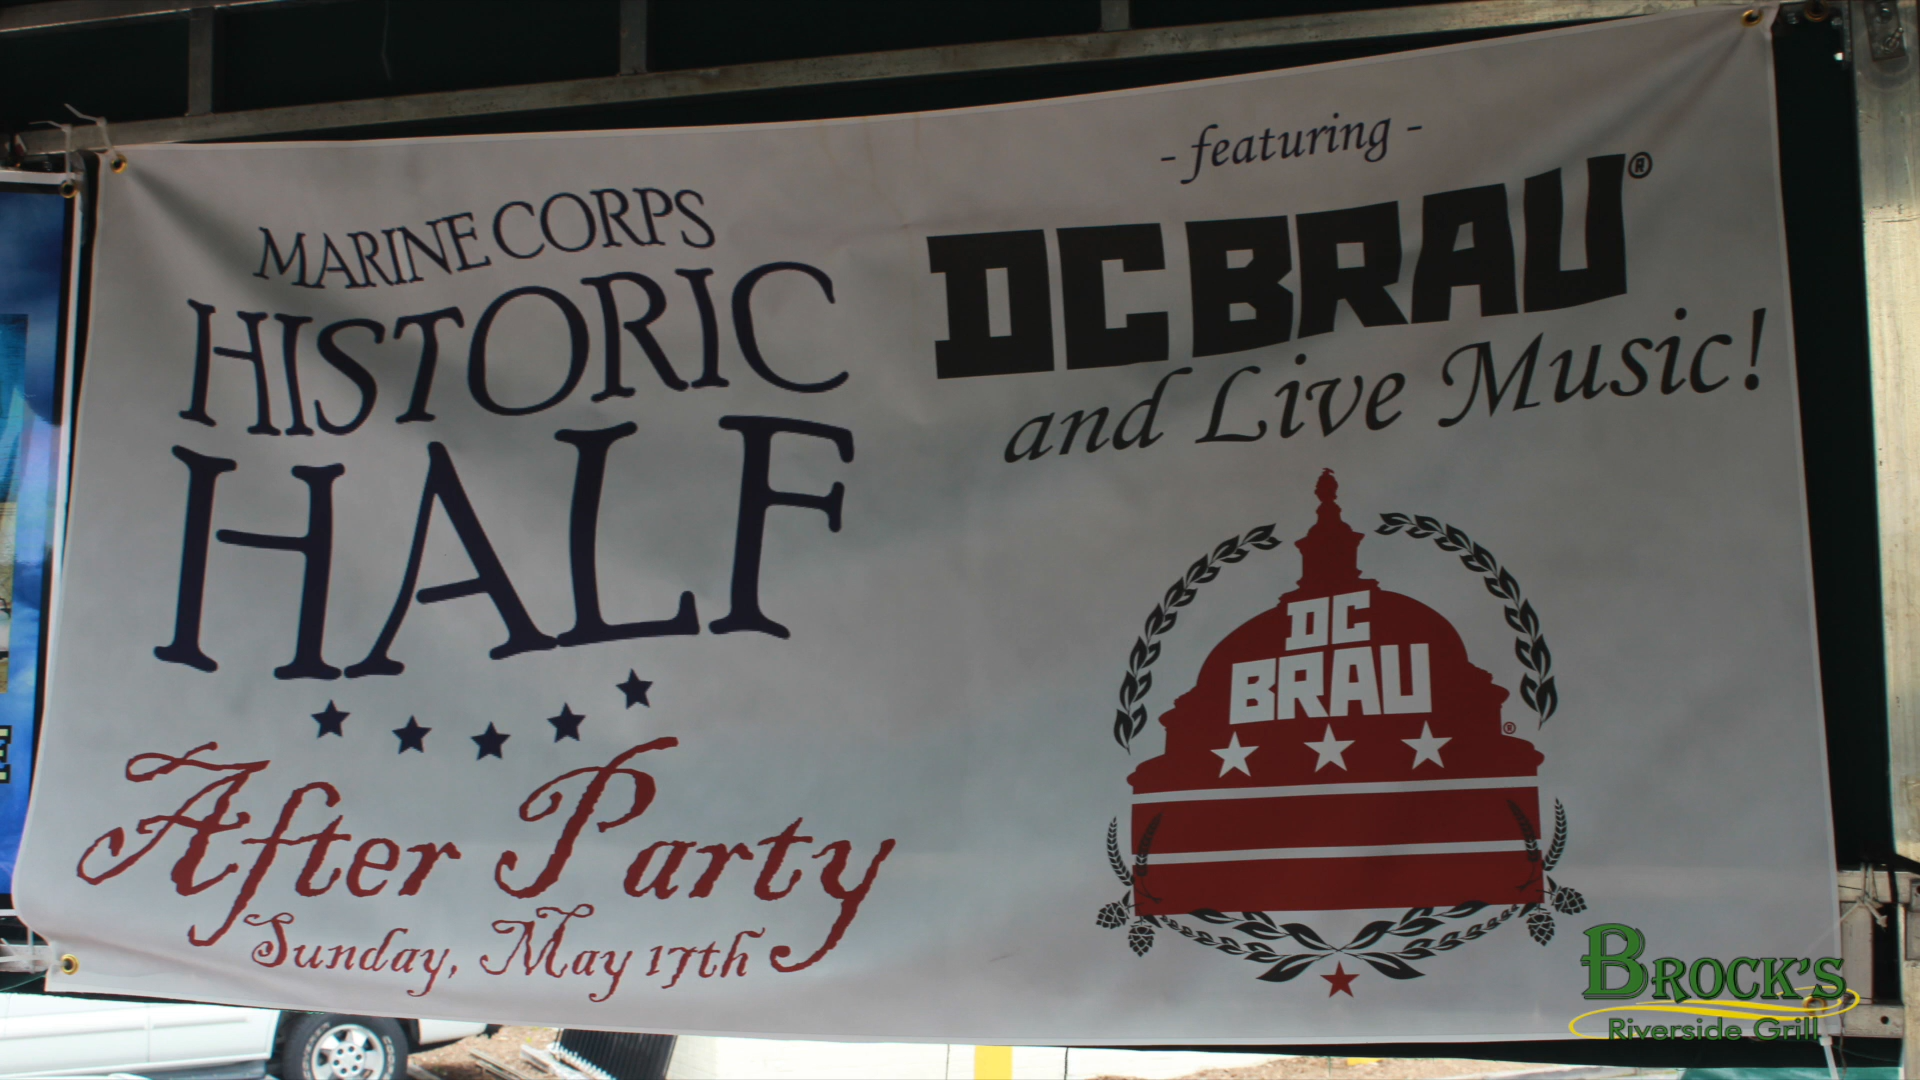 MARINE CORPS
HISTORIC
HALF
After Party
Sunday, May 17th
- featuring -
DC BRAU®
and Live Music!
DC
BRAU
®
BROCK'S
Riverside Grill